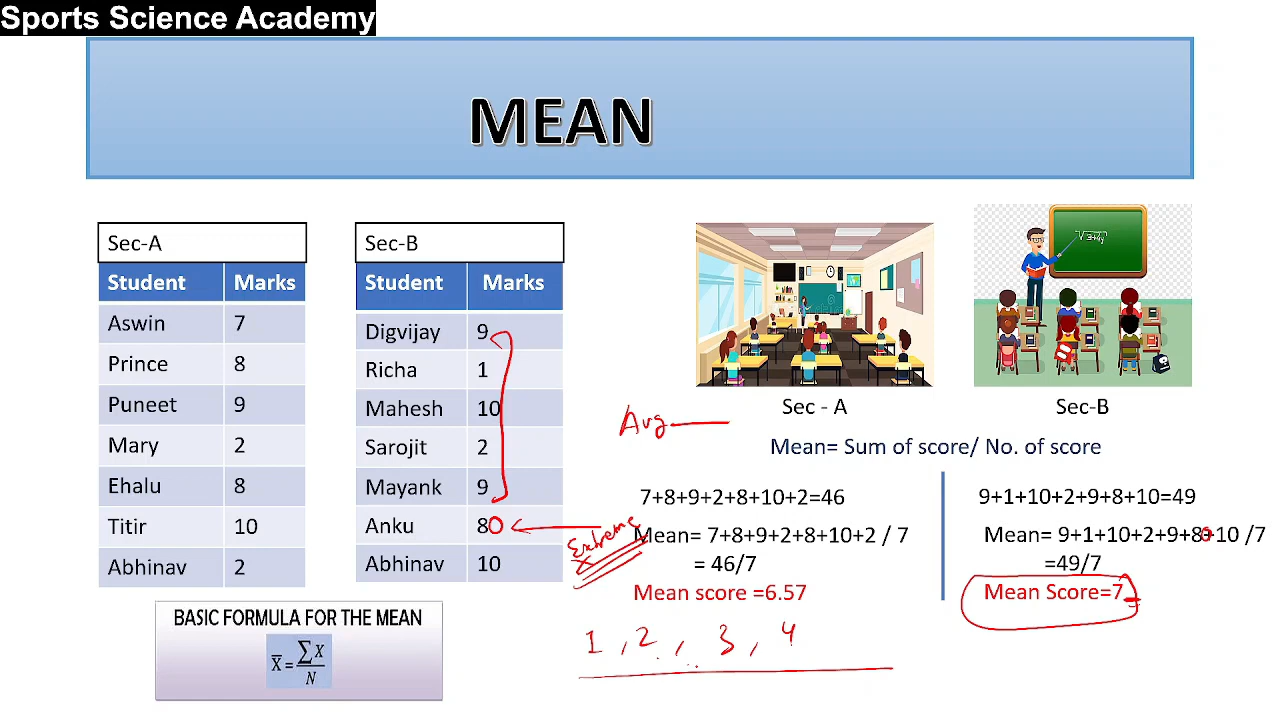 Sports Science Academy
MEAN
Sec-A
Student Marks
Aswin 7
Prince 8
Puneet 9
Mary 2
Ehalu 8
Titir 10
Abhinav 2
Sec-B
Student Marks
Digvijay 9
Richa 1
Mahesh 10
Sarojit 2
Mayank 9
Anku 80
Abhinav 10
Extreme
BASIC FORMULA FOR THE MEAN
X̅ = ∑X / N
Sec - A
Sec-B
Avg
Mean= Sum of score/ No. of score
7+8+9+2+8+10+2=46
Mean= 7+8+9+2+8+10+2 / 7
= 46/7
Mean score =6.57
1, 2, 3, 4
9+1+10+2+9+8+10=49
Mean= 9+1+10+2+9+80+10 /7
=49/7
Mean Score=7